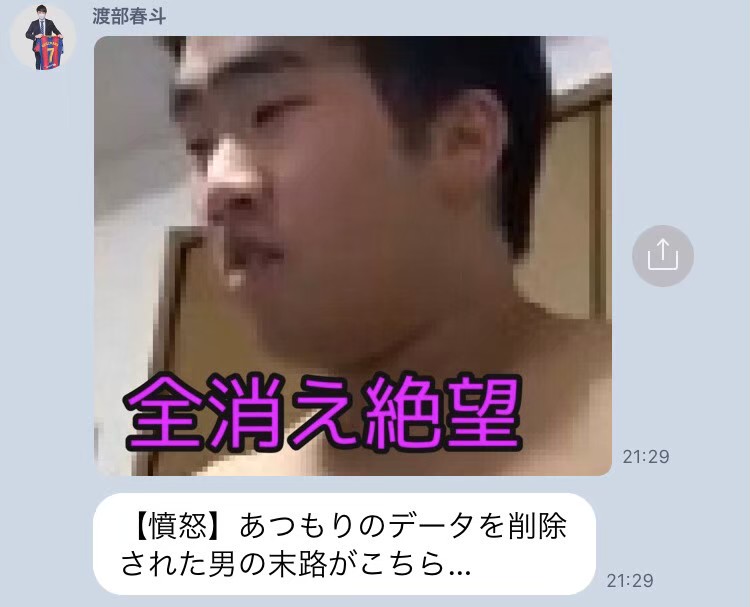 渡部春斗
全消え絶望
21:29
【憤怒】あつもりのデータを削除
された男の末路がこちら...
21:29